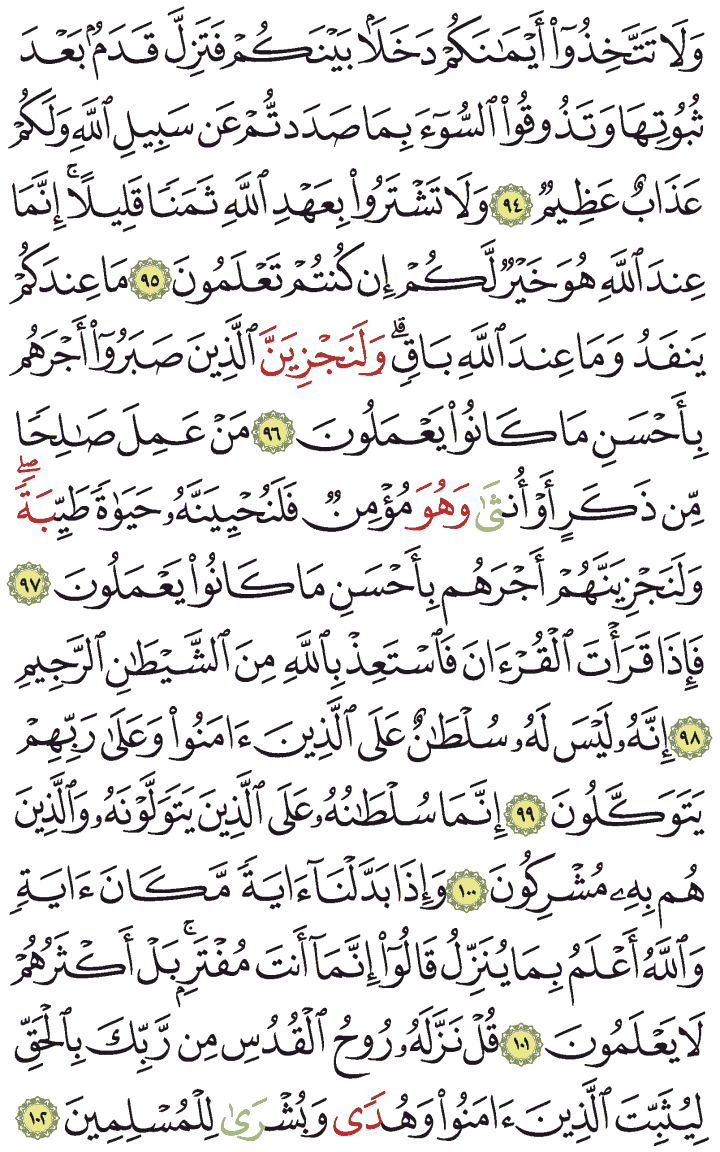 وَلَا تَتَّخِذُوٓا۟ أَيْمَـٰنَكُمْ دَخَلًۢا بَيْنَكُمْ فَتَزِلَّ قَدَمٌۢ بَعْدَ
ثُبُوتِهَا وَتَذُوقُوا۟ ٱلسُّوٓءَ بِمَا صَدَدتُّمْ عَن سَبِيلِ ٱللَّهِ وَلَكُمْ
عَذَابٌ عَظِيمٌ ٩٤ وَلَا تَشْتَرُوا۟ بِعَهْدِ ٱللَّهِ ثَمَنًا قَلِيلًا ۚ إِنَّمَا
عِندَ ٱللَّهِ هُوَ خَيْرٌ لَّكُمْ إِن كُنتُمْ تَعْلَمُونَ ٩٥ مَا عِندَكُمْ
يَنفَدُ وَمَا عِندَ ٱللَّهِ بَاقٍ ۗ وَلَنَجْزِيَنَّ ٱلَّذِينَ صَبَرُوٓا۟ أَجْرَهُم
بِأَحْسَنِ مَا كَانُوا۟ يَعْمَلُونَ ٩٦ مَنْ عَمِلَ صَـٰلِحًا
مِّن ذَكَرٍ أَوْ أُنثَىٰ وَهُوَ مُؤْمِنٌ فَلَنُحْيِيَنَّهُۥ حَيَوٰةً طَيِّبَةً ۖ
وَلَنَجْزِيَنَّهُمْ أَجْرَهُم بِأَحْسَنِ مَا كَانُوا۟ يَعْمَلُونَ ٩٧
فَإِذَا قَرَأْتَ ٱلْقُرْءَانَ فَٱسْتَعِذْ بِٱللَّهِ مِنَ ٱلشَّيْطَـٰنِ ٱلرَّجِيمِ
٩٨ إِنَّهُۥ لَيْسَ لَهُۥ سُلْطَـٰنٌ عَلَى ٱلَّذِينَ ءَامَنُوا۟ وَعَلَىٰ رَبِّهِمْ
يَتَوَكَّلُونَ ٩٩ إِنَّمَا سُلْطَـٰنُهُۥ عَلَى ٱلَّذِينَ يَتَوَلَّوْنَهُۥ وَٱلَّذِينَ
هُم بِهِۦ مُشْرِكُونَ ١٠٠ وَإِذَا بَدَّلْنَآ ءَايَةً مَّكَانَ ءَايَةٍ
وَٱللَّهُ أَعْلَمُ بِمَا يُنَزِّلُ قَالُوٓا۟ إِنَّمَآ أَنتَ مُفْتَرٍۭ ۚ بَلْ أَكْثَرُهُمْ
لَا يَعْلَمُونَ ١٠١ قُلْ نَزَّلَهُۥ رُوحُ ٱلْقُدُسِ مِن رَّبِّكَ بِٱلْحَقِّ
لِيُثَبِّتَ ٱلَّذِينَ ءَامَنُوا۟ وَهُدًى وَبُشْرَىٰ لِلْمُسْلِمِينَ ١٠٢